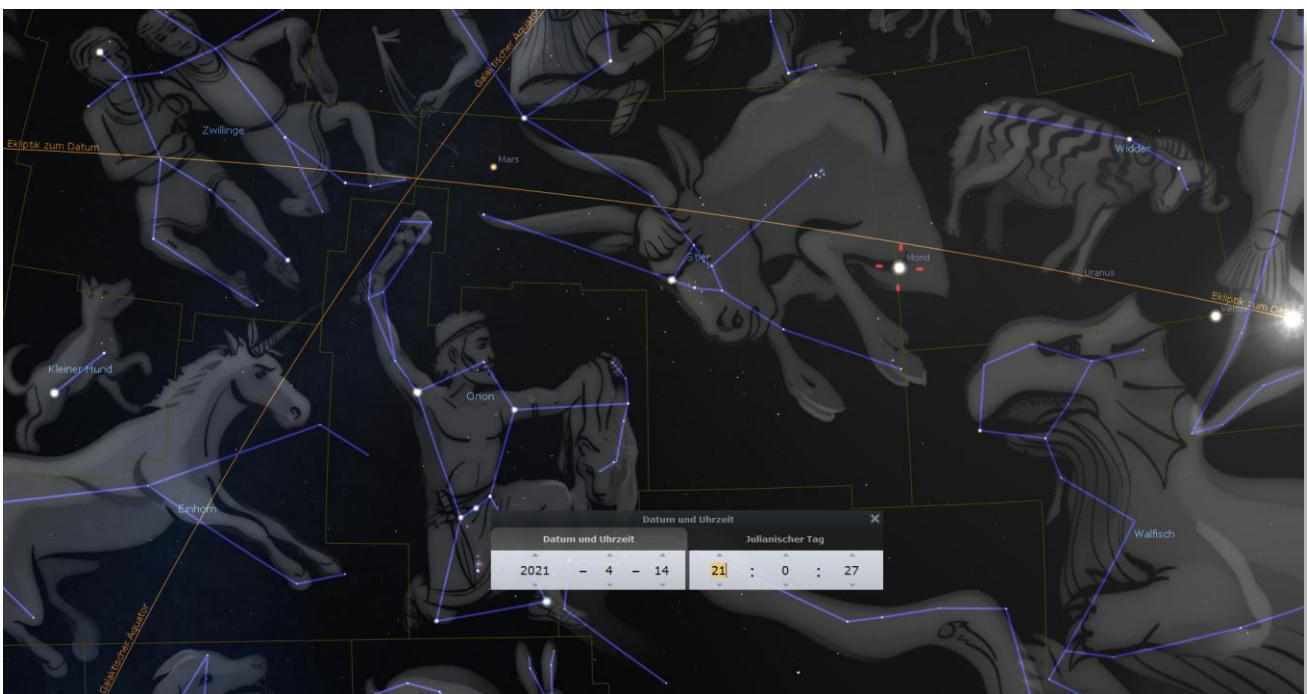 Galaktischer Äquator
Zwillinge
Ekliptik zum Datum
Mars
Widder
Stier
Mond
Uranus
Ekliptik zum Da
Venus
Kleiner Hund
Orion
Einhorn
Datum und Uhrzeit
Datum und Uhrzeit
Julianischer Tag
2021 - 4 - 14 21 : 0 : 27
Walfisch
Galaktischer Äquator